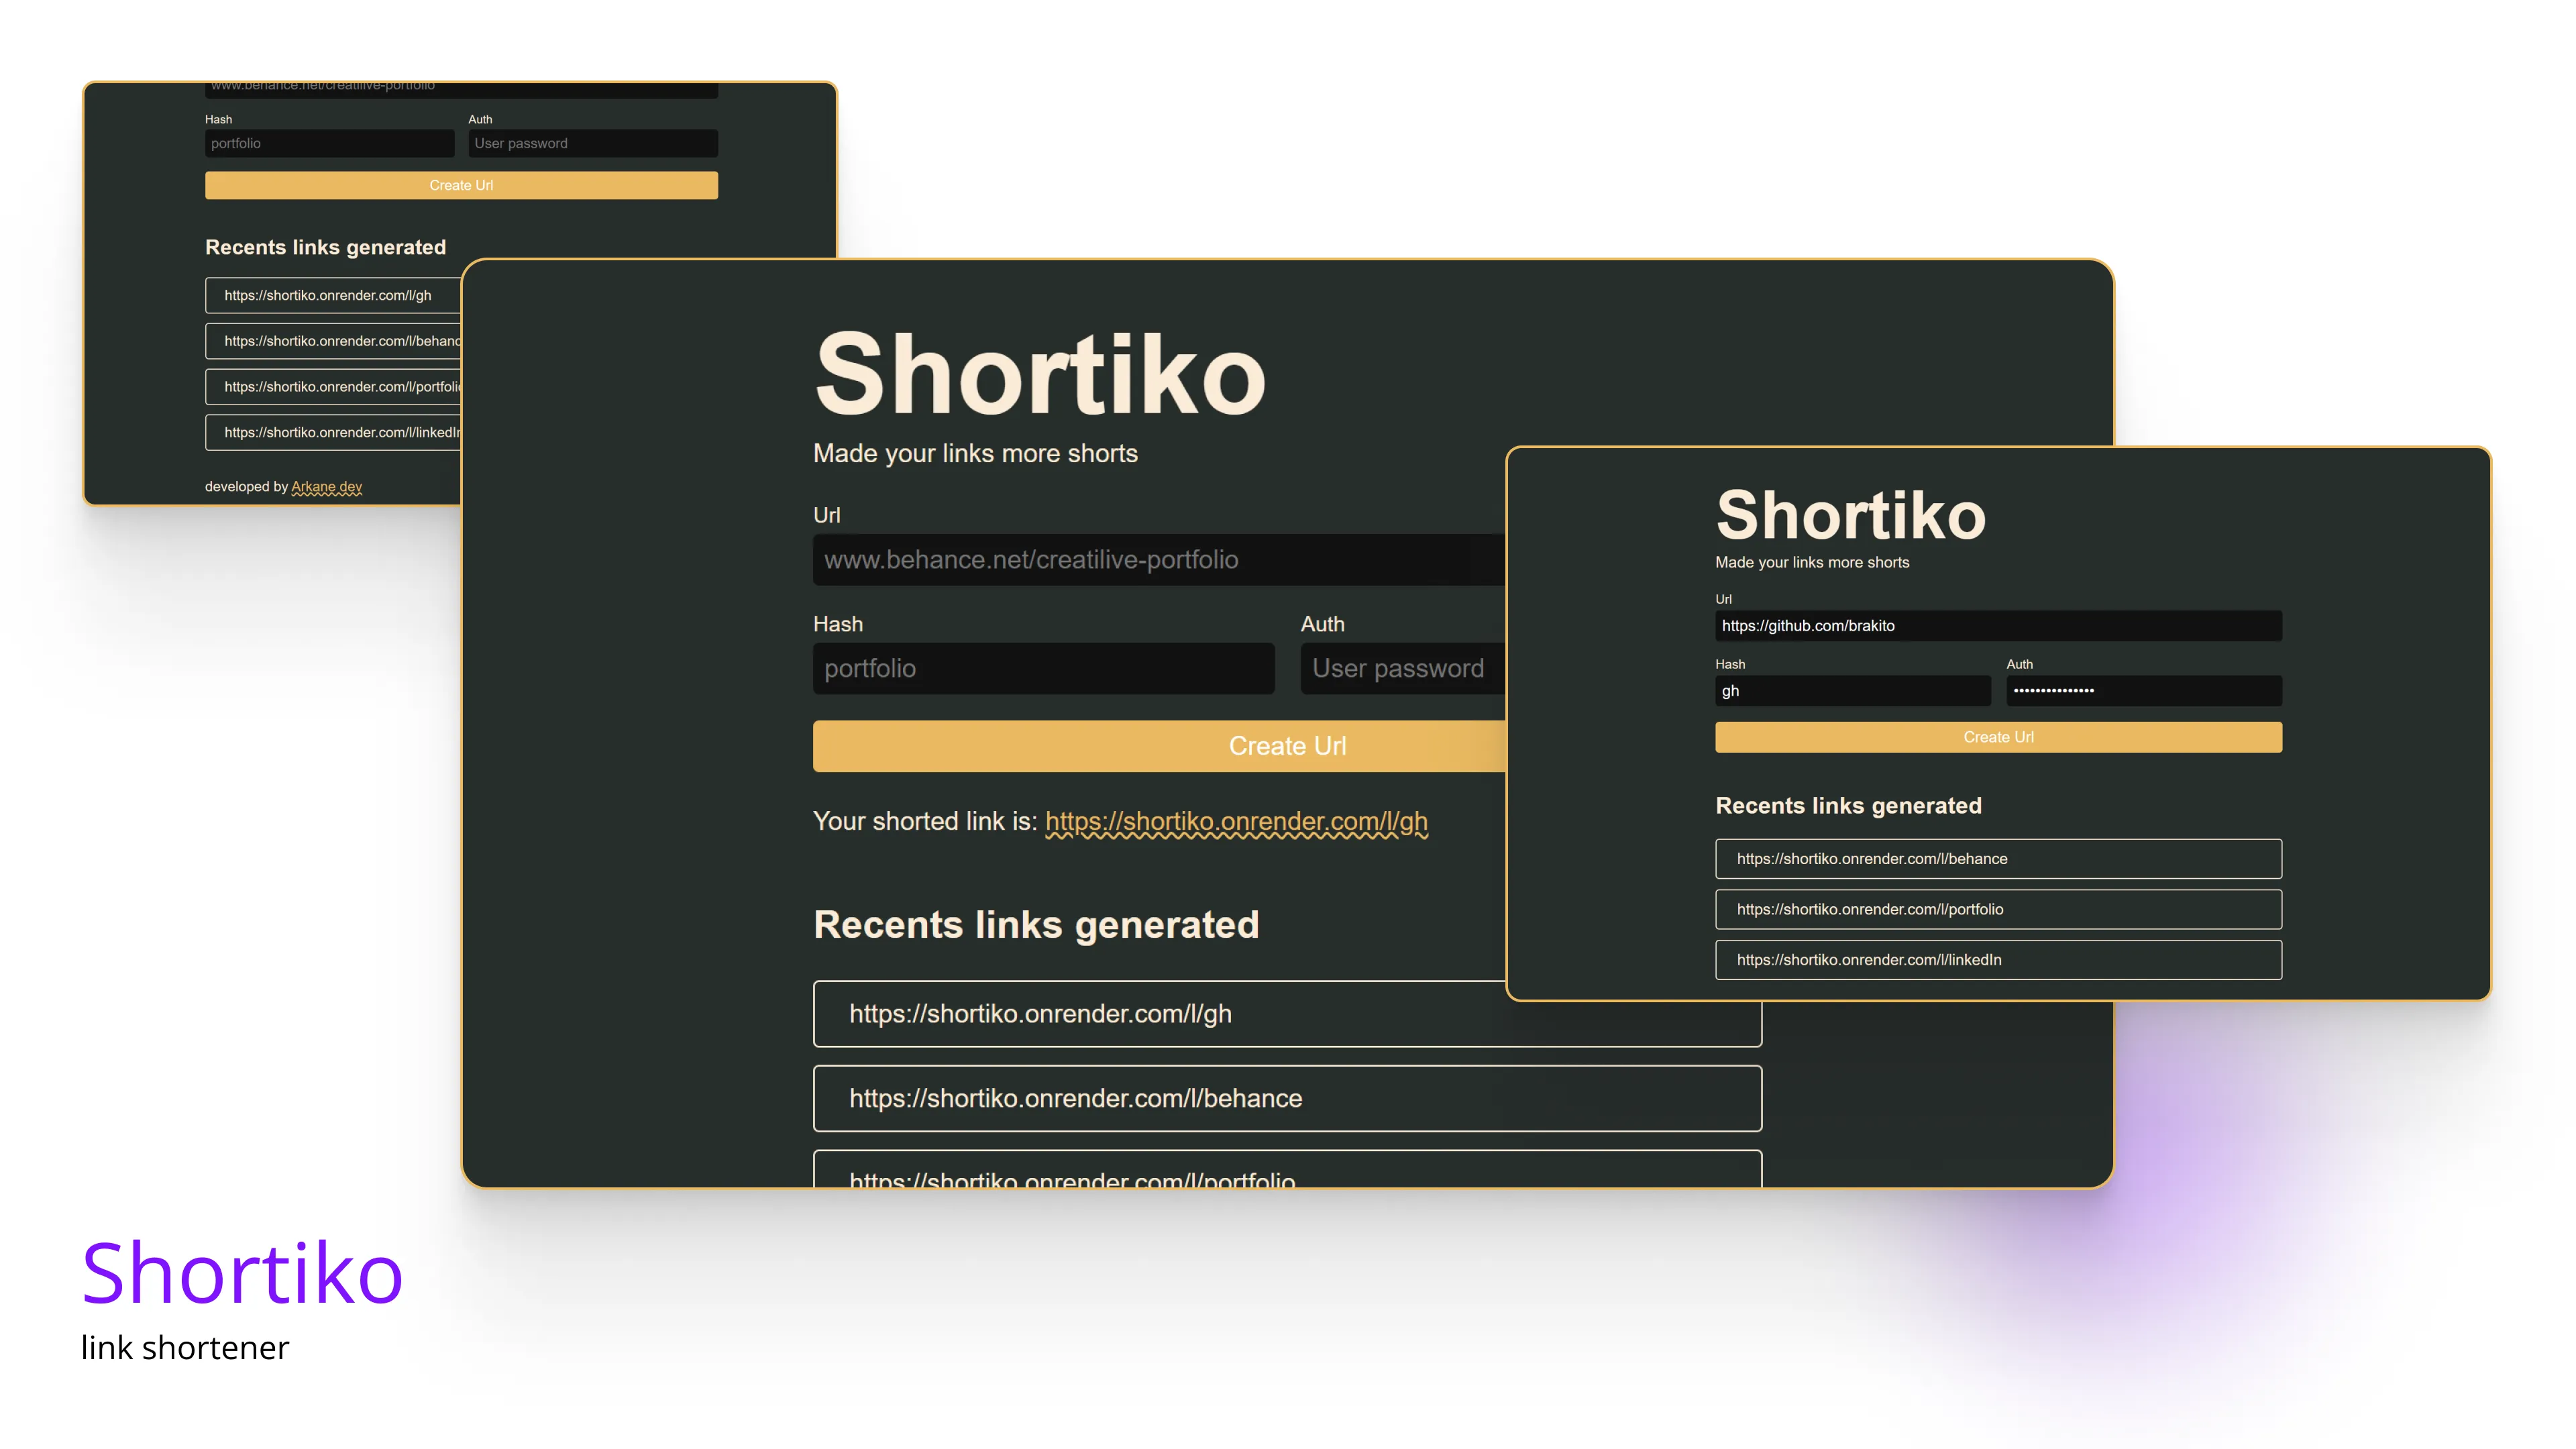 www.behance.net/creatilive-portfolio
Hash Auth
portfolio User password
Create Url
Recents links generated
https://shortiko.onrender.com/l/gh
https://shortiko.onrender.com/l/behanc
https://shortiko.onrender.com/l/portfolio
https://shortiko.onrender.com/l/linkedIn
developed by Arkane dev
Shortiko
Made your links more shorts
Url
www.behance.net/creatilive-portfolio
Hash Auth
portfolio User password
Create Url
Your shorted link is: https://shortiko.onrender.com/l/gh
Recents links generated
https://shortiko.onrender.com/l/gh
https://shortiko.onrender.com/l/behance
https://shortiko.onrender.com/l/portfolio
Shortiko
Made your links more shorts
Url
https://github.com/brakito
Hash Auth
gh •••••••••••••••
Create Url
Recents links generated
https://shortiko.onrender.com/l/behance
https://shortiko.onrender.com/l/portfolio
https://shortiko.onrender.com/l/linkedIn
Shortiko
link shortener